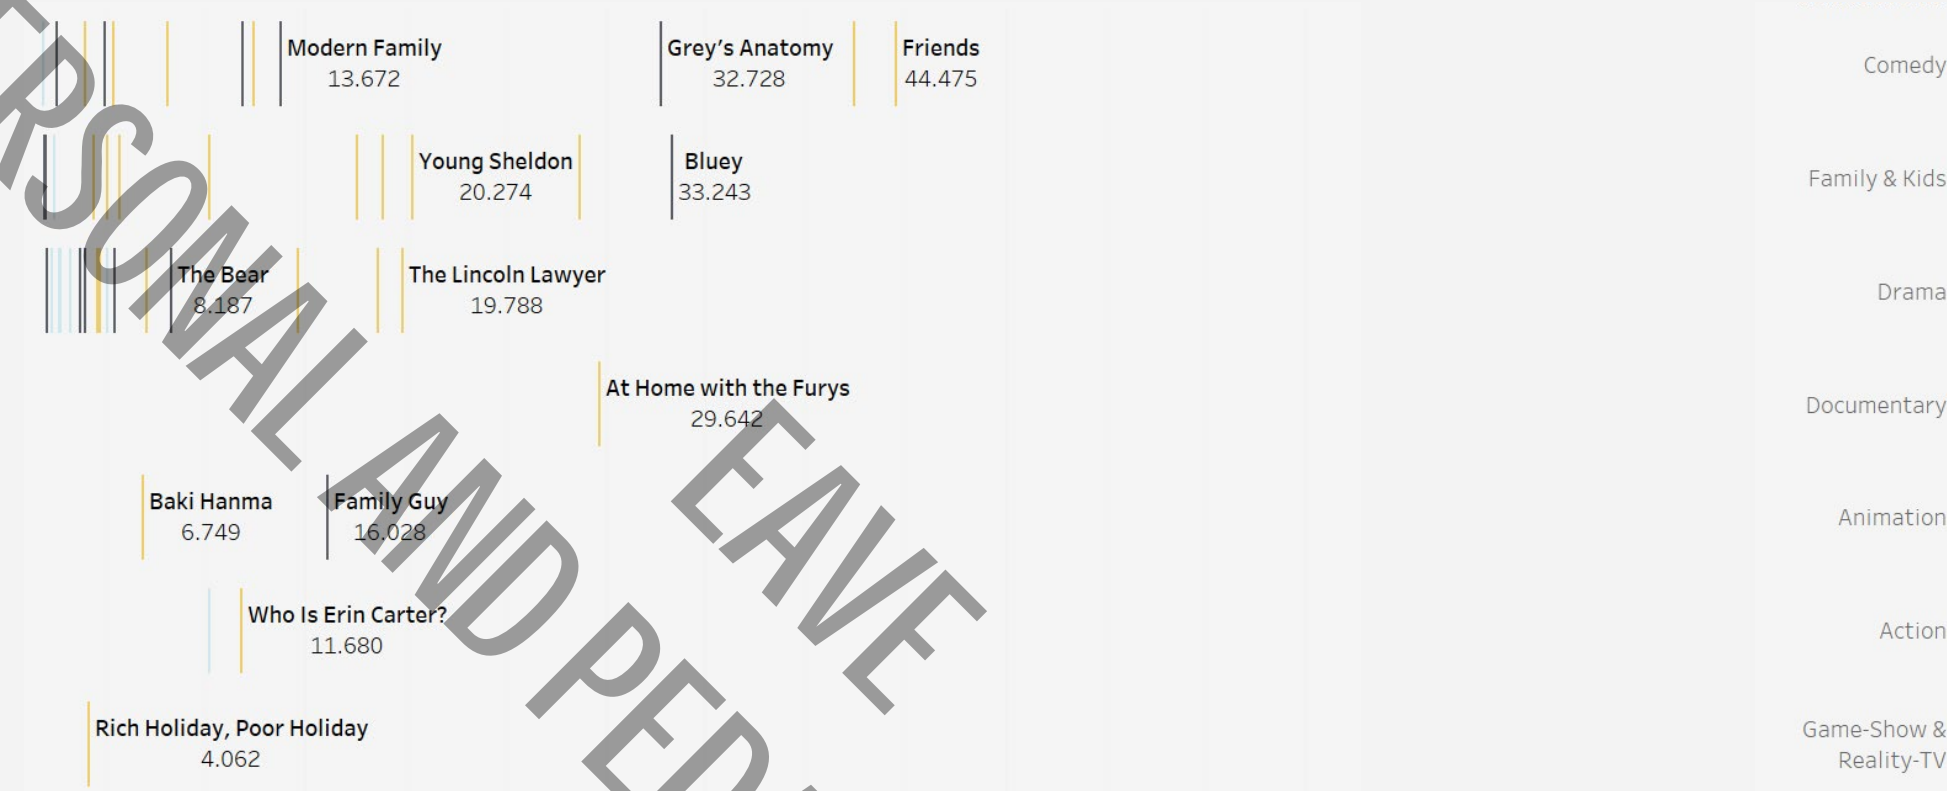 Modern Family Grey's Anatomy Friends Comedy
13.672 32.728 44.475
Young Sheldon Bluey Family & Kids
20.274 33.243
The Bear The Lincoln Lawyer Drama
8.187 19.788
At Home with the Furys Documentary
29.642
Baki Hanma Family Guy Animation
6.749 16.028
Who Is Erin Carter? Action
11.680
Rich Holiday, Poor Holiday Game-Show &
4.062 Reality-TV
ERSONAL AND PED
EAVE